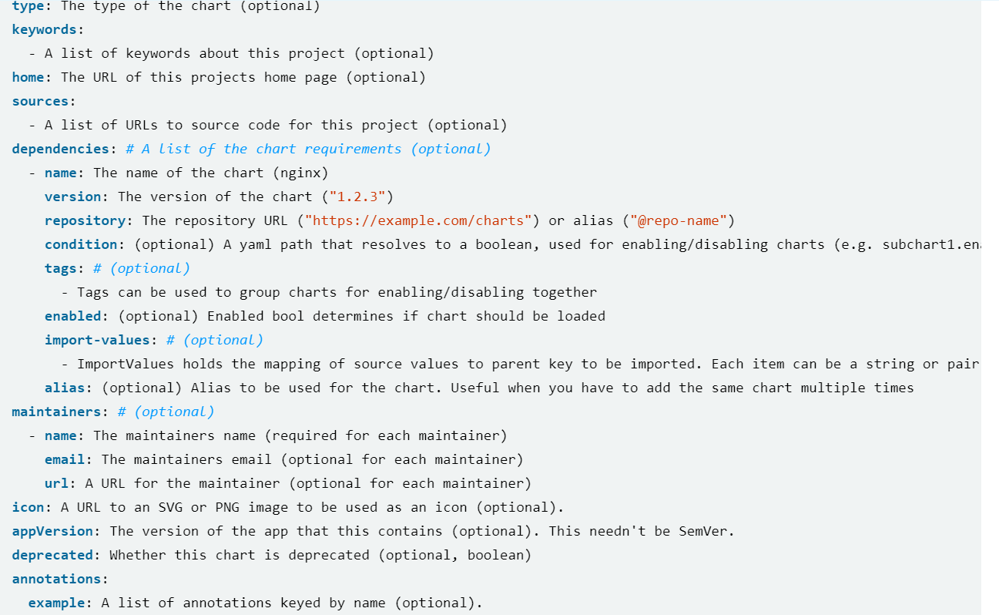 type: The type of the chart (optional)
keywords:
  - A list of keywords about this project (optional)
home: The URL of this projects home page (optional)
sources:
  - A list of URLs to source code for this project (optional)
dependencies: # A list of the chart requirements (optional)
  - name: The name of the chart (nginx)
    version: The version of the chart ("1.2.3")
    repository: The repository URL ("https://example.com/charts") or alias ("@repo-name")
    condition: (optional) A yaml path that resolves to a boolean, used for enabling/disabling charts (e.g. subchart1.en
    tags: # (optional)
      - Tags can be used to group charts for enabling/disabling together
    enabled: (optional) Enabled bool determines if chart should be loaded
    import-values: # (optional)
      - ImportValues holds the mapping of source values to parent key to be imported. Each item can be a string or pair
    alias: (optional) Alias to be used for the chart. Useful when you have to add the same chart multiple times
maintainers: # (optional)
  - name: The maintainers name (required for each maintainer)
    email: The maintainers email (optional for each maintainer)
    url: A URL for the maintainer (optional for each maintainer)
icon: A URL to an SVG or PNG image to be used as an icon (optional).
appVersion: The version of the app that this contains (optional). This needn't be SemVer.
deprecated: Whether this chart is deprecated (optional, boolean)
annotations:
  example: A list of annotations keyed by name (optional).